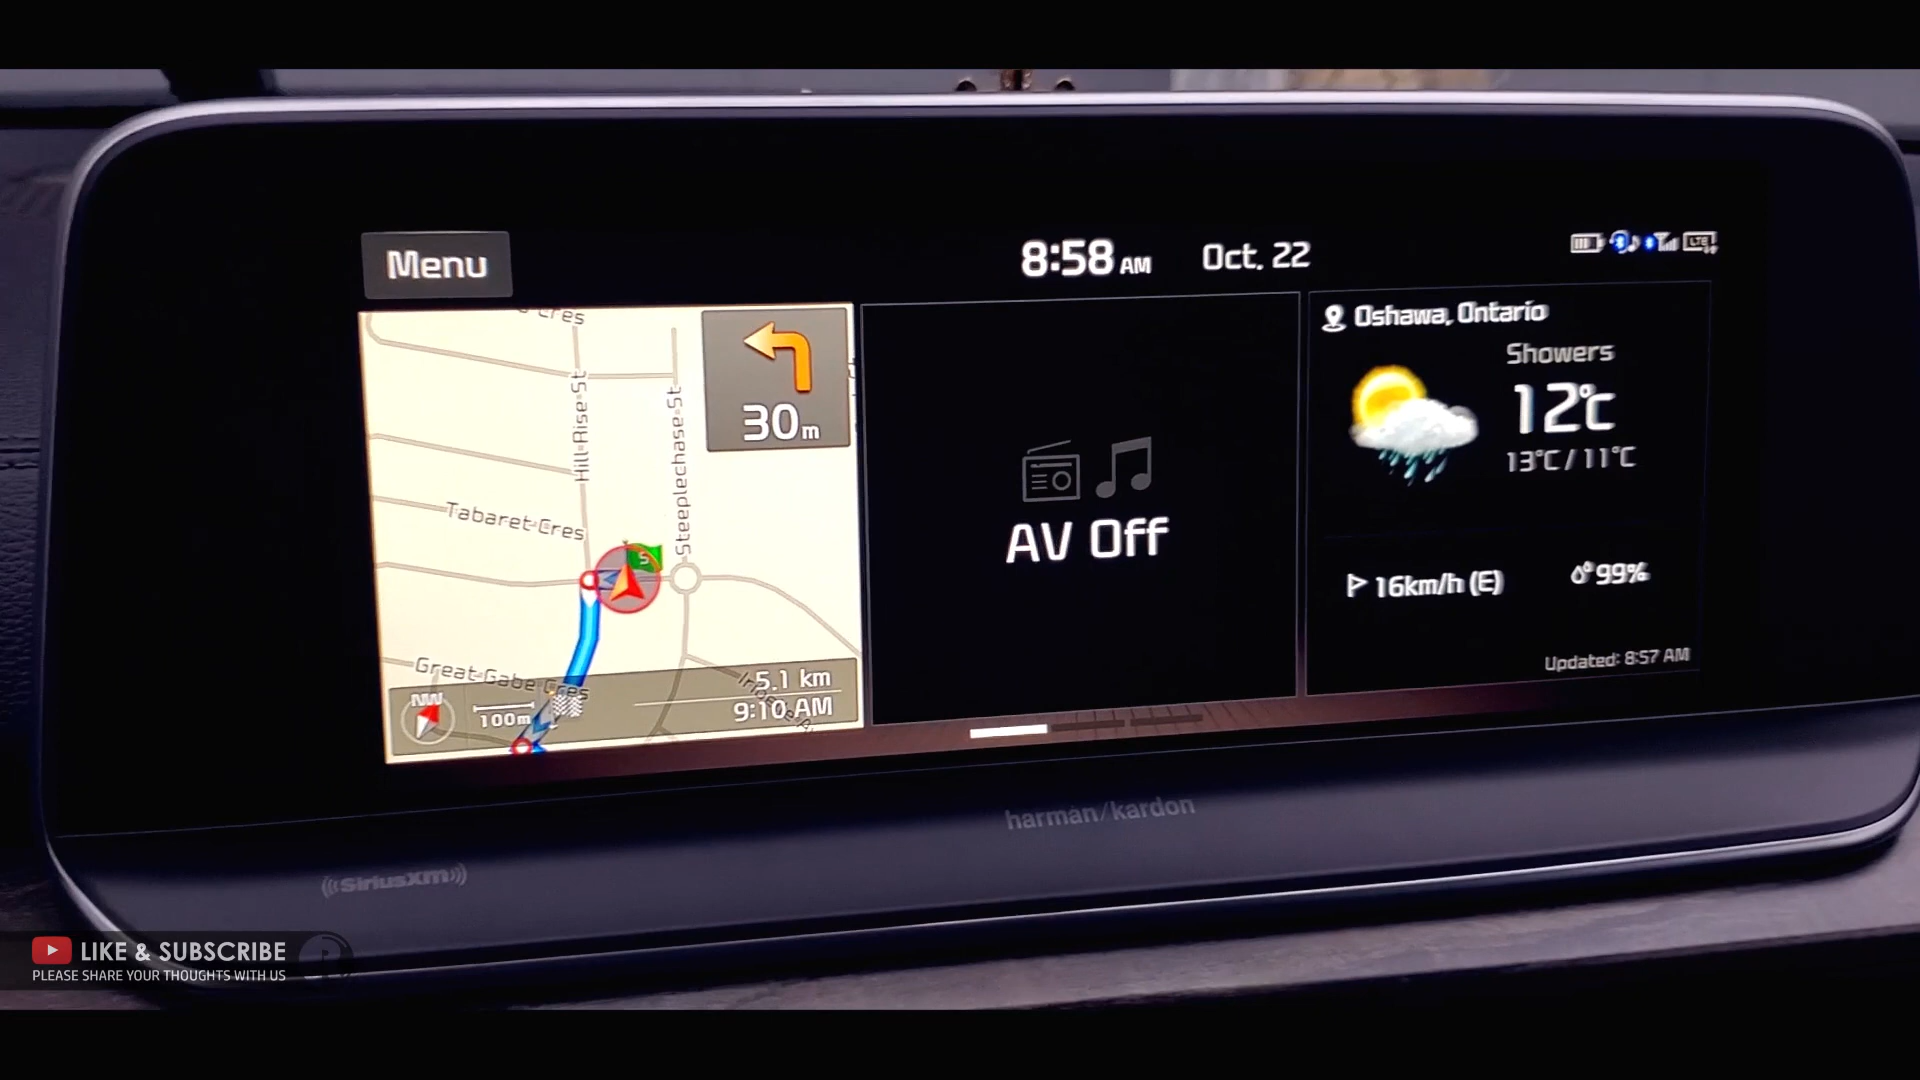 Menu
8:58 AM
Oct. 22
LTE
30m
Hill-Rise-St
Steeplechase-St
Tabaret-Cres
Great-Gabe Cres
NW
100m
5.1 km
9:10 AM
AV Off
Oshawa, Ontario
Showers
12°c
13°C / 11°C
16km/h (E)
99%
Updated: 8:57 AM
harman/kardon
((SiriusXM))
LIKE & SUBSCRIBE
PLEASE SHARE YOUR THOUGHTS WITH US